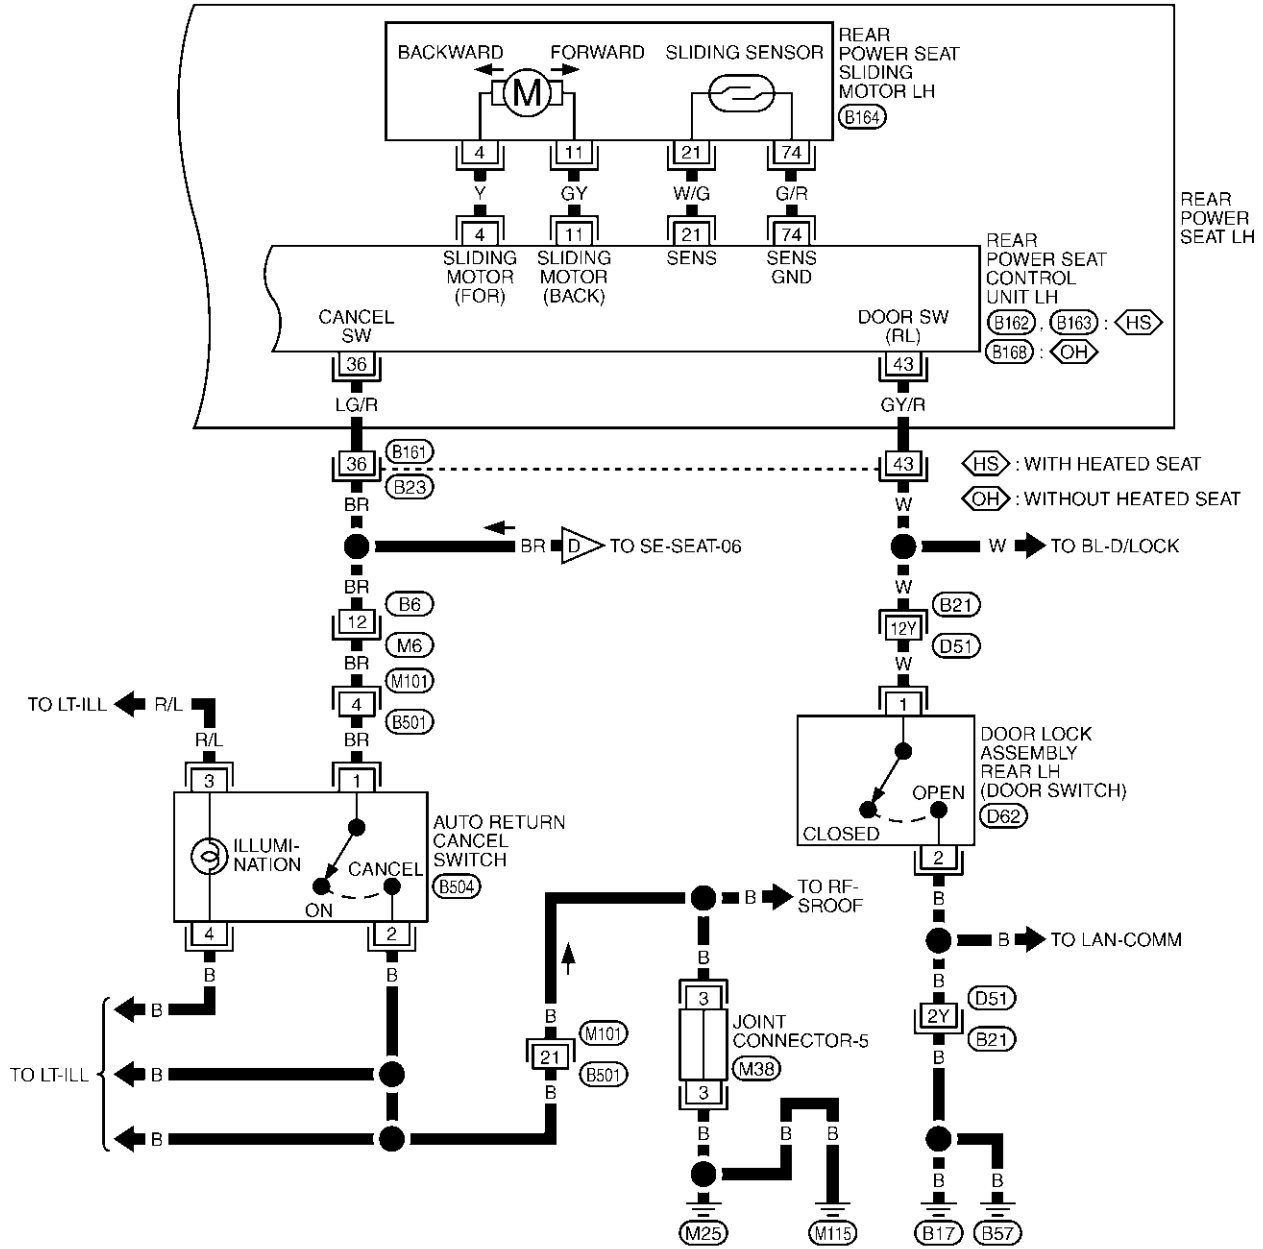 BACKWARD
FORWARD
SLIDING SENSOR
M
REAR
POWER SEAT
SLIDING
MOTOR LH
B164
4
11
21
74
Y
GY
W/G
G/R
4
11
21
74
SLIDING
MOTOR
(FOR)
SLIDING
MOTOR
(BACK)
SENS
SENS
GND
REAR
POWER
SEAT LH
REAR
POWER SEAT
CONTROL
UNIT LH
B162 , B163 : HS
B168 : OH
CANCEL
SW
DOOR SW
(RL)
36
43
LG/R
GY/R
36
B161
B23
43
HS : WITH HEATED SEAT
OH : WITHOUT HEATED SEAT
BR
W
BR D TO SE-SEAT-06
W TO BL-D/LOCK
BR
W
B6
12
M6
B21
12Y
D51
BR
W
M101
4
B501
1
TO LT-ILL R/L
R/L
BR
3
1
DOOR LOCK
ASSEMBLY
REAR LH
(DOOR SWITCH)
D62
OPEN
CLOSED
2
ILLUMI-
NATION
CANCEL
ON
AUTO RETURN
CANCEL
SWITCH
B504
4
2
B
B
B
B TO RF-
SROOF
B TO LAN-COMM
B
B
B
B
3
D51
2Y
B21
M101
21
B501
JOINT
CONNECTOR-5
M38
3
TO LT-ILL
B
B
B
B
B
B
B
B
B
B
M25
M115
B17
B57